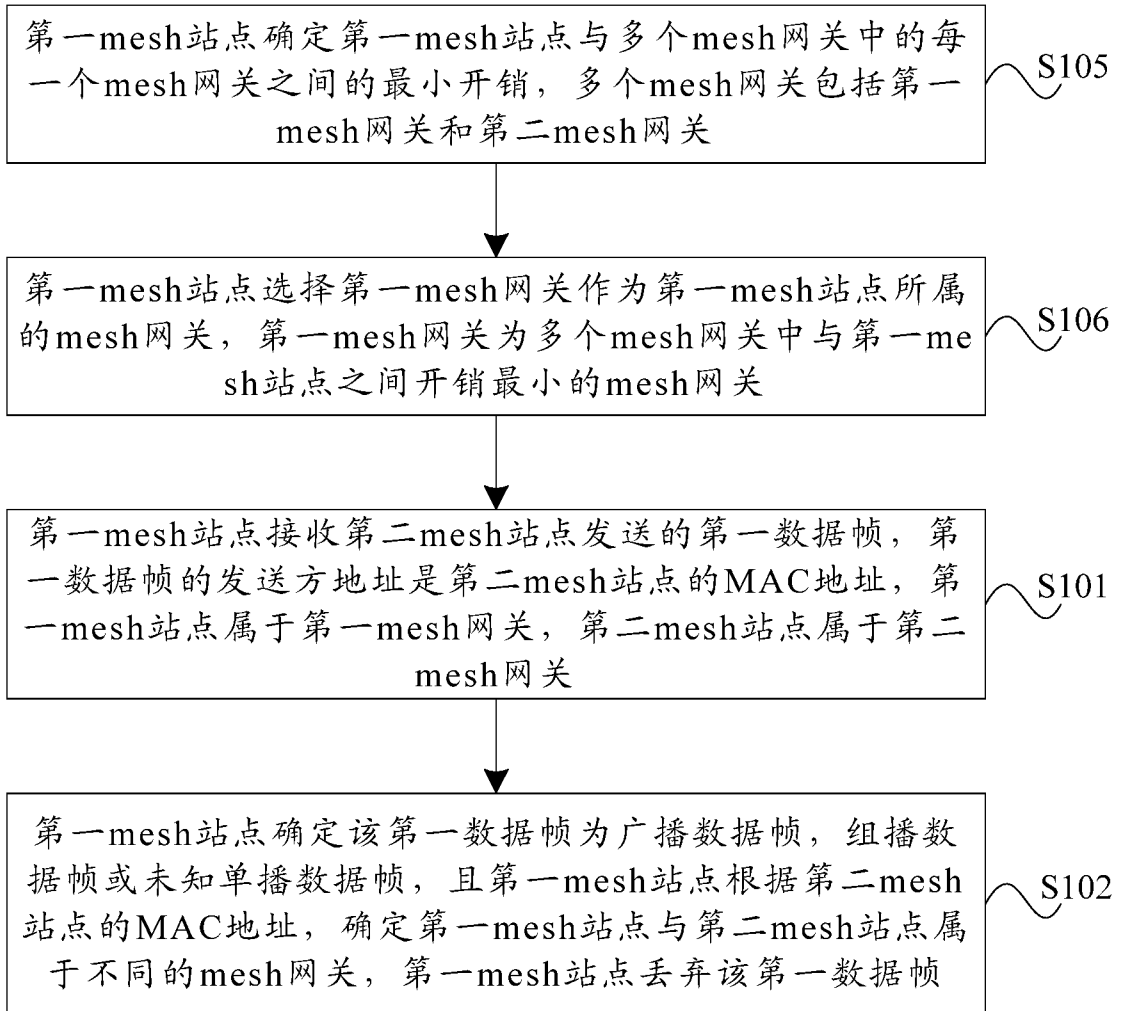 第一mesh站点确定第一mesh站点与多个mesh网关中的每
一个mesh网关之间的最小开销，多个mesh网关包括第一
mesh网关和第二mesh网关
S105
第一mesh站点选择第一mesh网关作为第一mesh站点所属
的mesh网关，第一mesh网关为多个mesh网关中与第一me
sh站点之间开销最小的mesh网关
S106
第一mesh站点接收第二mesh站点发送的第一数据帧，第
一数据帧的发送方地址是第二mesh站点的MAC地址，第
一mesh站点属于第一mesh网关，第二mesh站点属于第二
mesh网关
S101
第一mesh站点确定该第一数据帧为广播数据帧，组播数
据帧或未知单播数据帧，且第一mesh站点根据第二mesh
站点的MAC地址，确定第一mesh站点与第二mesh站点属
于不同的mesh网关，第一mesh站点丢弃该第一数据帧
S102